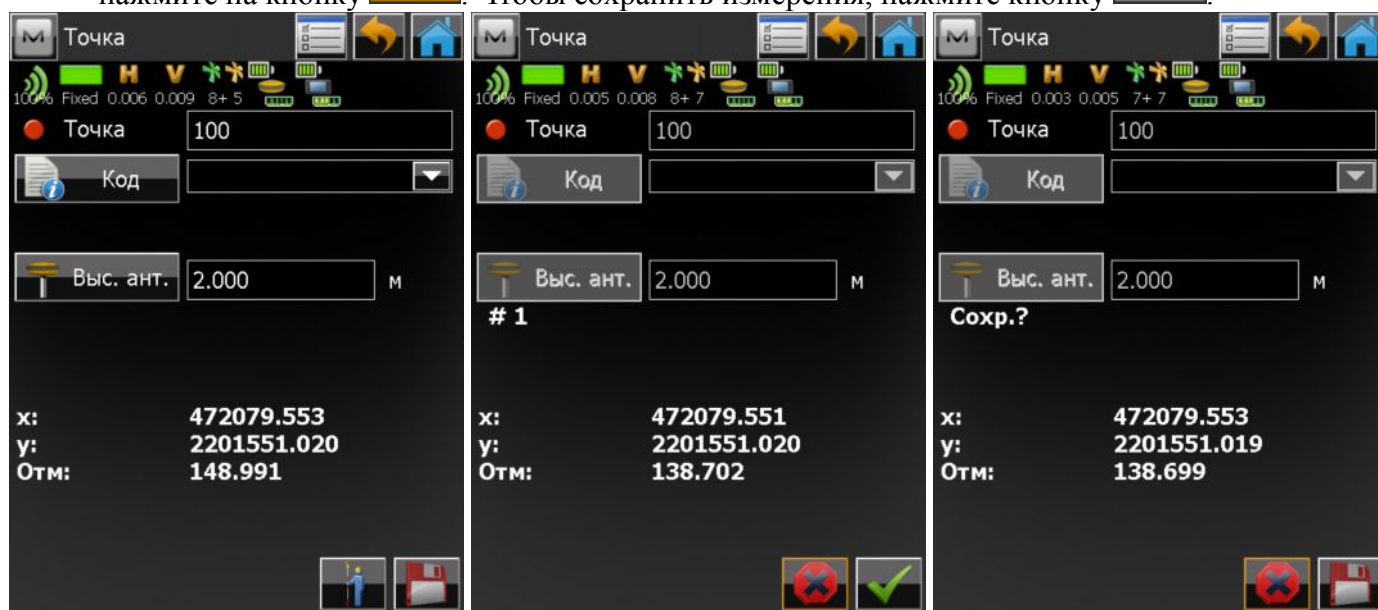 нажмите на кнопку . Чтобы сохранить измерения, нажмите кнопку .
Точка
100% Fixed 0.006 0.009 8+ 5
H V
Точка 100
Код
Выс. ант. 2.000 м
x: 472079.553
y: 2201551.020
Отм: 148.991
Точка
H V
100% Fixed 0.005 0.008 8+ 7
Точка 100
Код
Выс. ант. 2.000 м
# 1
x: 472079.551
y: 2201551.020
Отм: 138.702
Точка
H V
100% Fixed 0.003 0.005 7+ 7
Точка 100
Код
Выс. ант. 2.000 м
Сохр.?
x: 472079.553
y: 2201551.019
Отм: 138.699